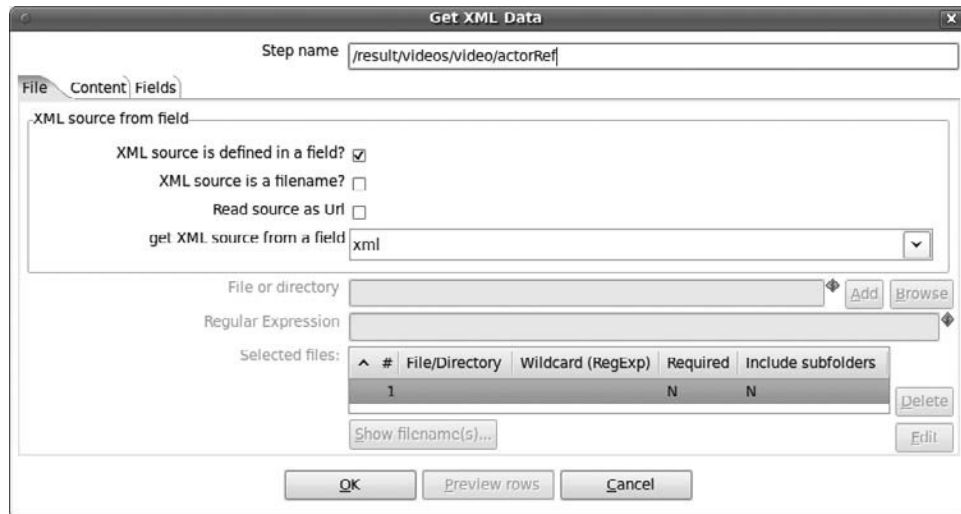 Get XML Data
Step name /result/videos/video/actorRef
File Content Fields
XML source from field
XML source is defined in a field?
XML source is a filename?
Read source as Url
get XML source from a field xml
File or directory Add Browse
Regular Expression
Selected files: # File/Directory Wildcard (RegExp) Required Include subfolders
1 N N
Delete
Show filename(s)... Edit
OK Preview rows Cancel